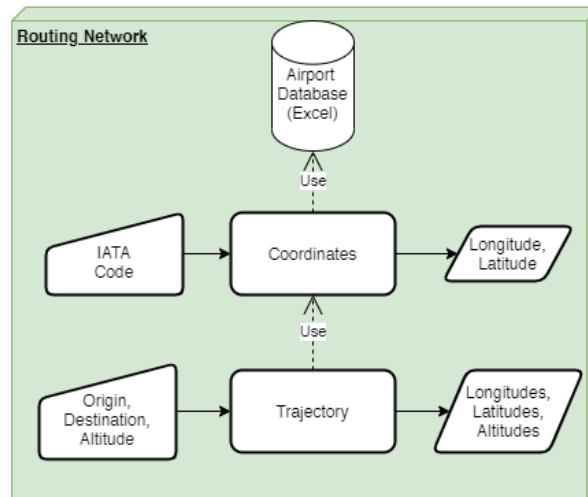 Routing Network
Airport
Database
(Excel)
Use
IATA
Code
Coordinates
Longitude,
Latitude
Use
Origin,
Destination,
Altitude
Trajectory
Longitudes,
Latitudes,
Altitudes